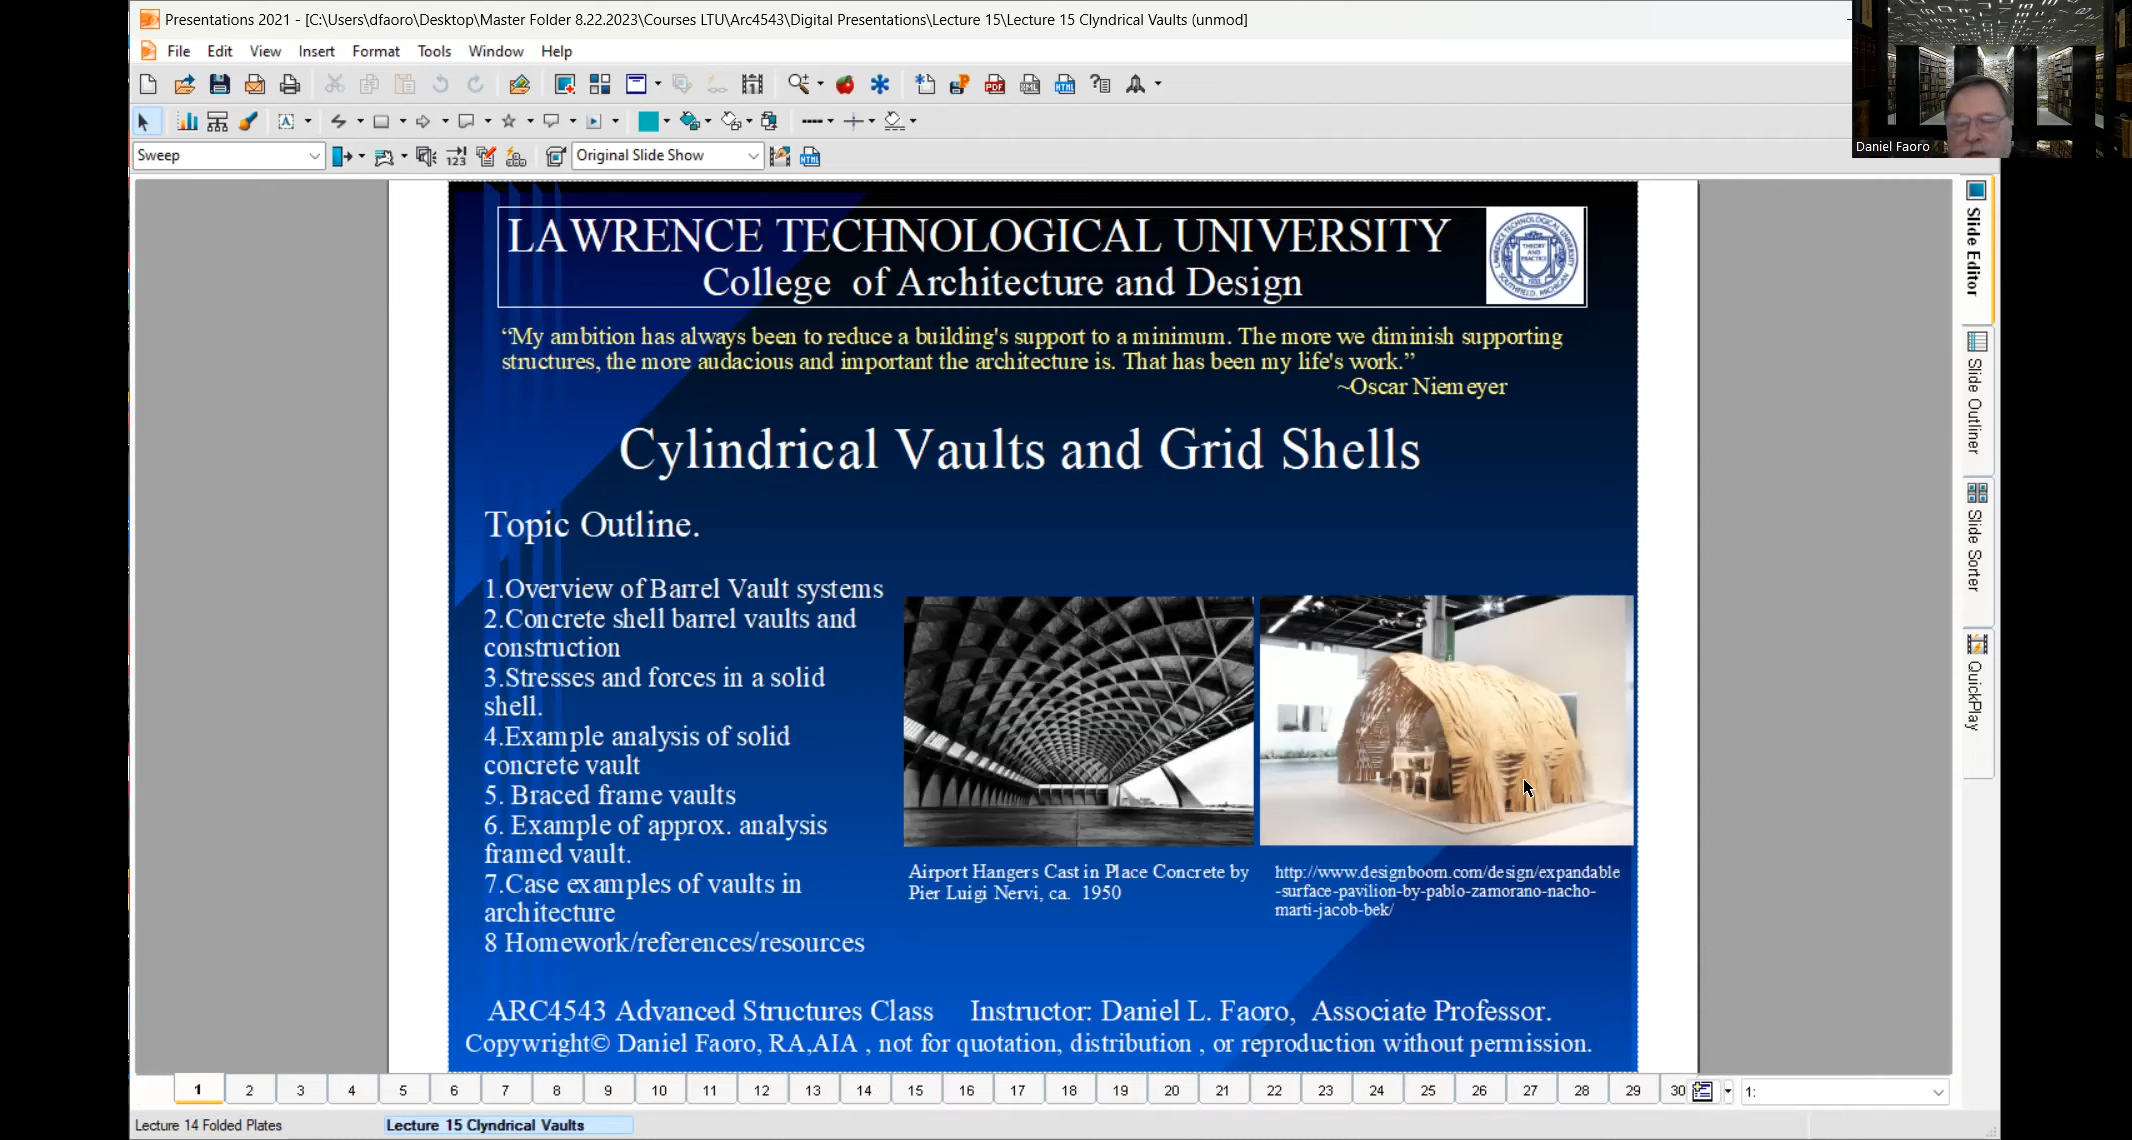 Presentations 2021 - [C:\Users\dfaoro\Desktop\Master Folder 8.22.2023\Courses LTU\Arc4543\Digital Presentations\Lecture 15\Lecture 15 Clyndrical Vaults (unmod]
File Edit View Insert Format Tools Window Help
Daniel Faoro
Sweep
Original Slide Show
LAWRENCE TECHNOLOGICAL UNIVERSITY
College of Architecture and Design
LAWRENCE TECHNOLOGICAL UNIVERSITY
THEORY
AND
PRACTICE
SOUTHFIELD, MICHIGAN
“My ambition has always been to reduce a building's support to a minimum. The more we diminish supporting
structures, the more audacious and important the architecture is. That has been my life's work.”
~Oscar Niemeyer
Cylindrical Vaults and Grid Shells
Topic Outline.
1.Overview of Barrel Vault systems
2.Concrete shell barrel vaults and
construction
3.Stresses and forces in a solid
shell.
4.Example analysis of solid
concrete vault
5. Braced frame vaults
6. Example of approx. analysis
framed vault.
7.Case examples of vaults in
architecture
8 Homework/references/resources
Airport Hangers Cast in Place Concrete by
Pier Luigi Nervi, ca. 1950
http://www.designboom.com/design/expandable
-surface-pavilion-by-pablo-zamorano-nacho-
marti-jacob-bek/
ARC4543 Advanced Structures Class Instructor: Daniel L. Faoro, Associate Professor.
Copywright© Daniel Faoro, RA,AIA , not for quotation, distribution , or reproduction without permission.
Slide Editor
Slide Outliner
Slide Sorter
QuickPlay
1 2 3 4 5 6 7 8 9 10 11 12 13 14 15 16 17 18 19 20 21 22 23 24 25 26 27 28 29 30
1:
Lecture 14 Folded Plates
Lecture 15 Clyndrical Vaults